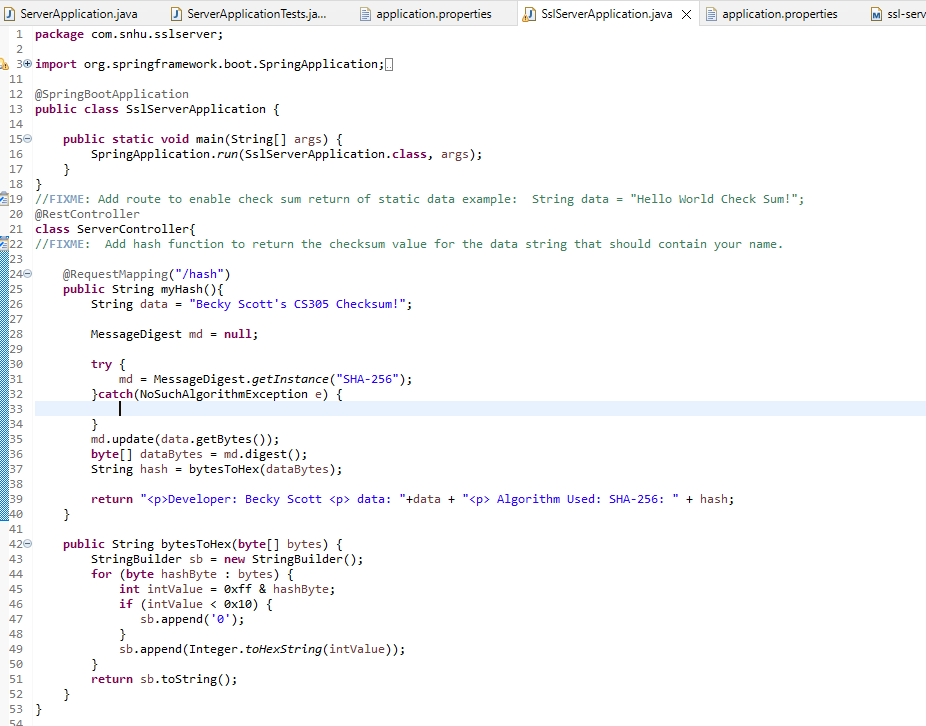 ServerApplication.java ServerApplicationTests.ja... application.properties SslServerApplication.java application.properties ssl-serv
1 package com.snhu.sslserver;
2
3 import org.springframework.boot.SpringApplication;
11
12 @SpringBootApplication
13 public class SslServerApplication {
14
15 public static void main(String[] args) {
16 SpringApplication.run(SslServerApplication.class, args);
17 }
18 }
19 //FIXME: Add route to enable check sum return of static data example:  String data = "Hello World Check Sum!";
20 @RestController
21 class ServerController{
22 //FIXME:  Add hash function to return the checksum value for the data string that should contain your name.
23
24 @RequestMapping("/hash")
25 public String myHash(){
26 String data = "Becky Scott's CS305 Checksum!";
27
28 MessageDigest md = null;
29
30 try {
31 md = MessageDigest.getInstance("SHA-256");
32 }catch(NoSuchAlgorithmException e) {
33
34 }
35 md.update(data.getBytes());
36 byte[] dataBytes = md.digest();
37 String hash = bytesToHex(dataBytes);
38
39 return "<p>Developer: Becky Scott <p> data: "+data + "<p> Algorithm Used: SHA-256: " + hash;
40 }
41
42 public String bytesToHex(byte[] bytes) {
43 StringBuilder sb = new StringBuilder();
44 for (byte hashByte : bytes) {
45 int intValue = 0xff & hashByte;
46 if (intValue < 0x10) {
47 sb.append('0');
48 }
49 sb.append(Integer.toHexString(intValue));
50 }
51 return sb.toString();
52 }
53 }
54